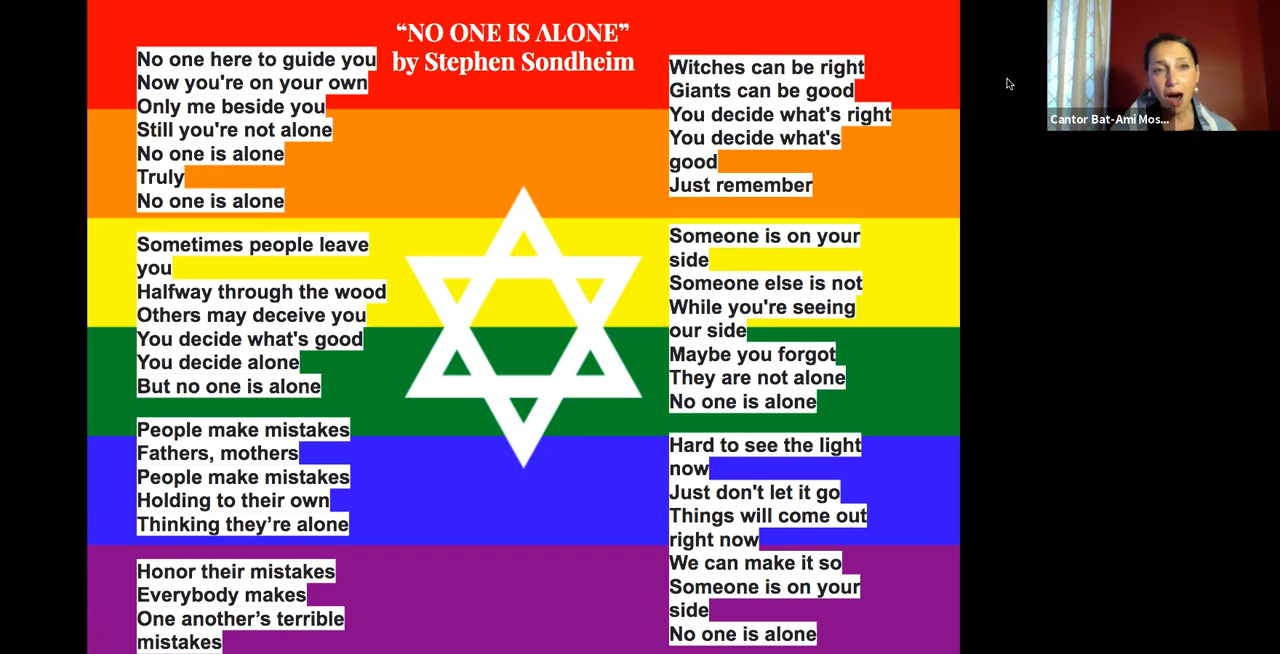 “NO ONE IS ALONE”
by Stephen Sondheim
No one here to guide you
Now you're on your own
Only me beside you
Still you're not alone
No one is alone
Truly
No one is alone
Sometimes people leave
you
Halfway through the wood
Others may deceive you
You decide what's good
You decide alone
But no one is alone
People make mistakes
Fathers, mothers
People make mistakes
Holding to their own
Thinking they’re alone
Honor their mistakes
Everybody makes
One another’s terrible
mistakes
Witches can be right
Giants can be good
You decide what's right
You decide what's
good
Just remember
Someone is on your
side
Someone else is not
While you're seeing
our side
Maybe you forgot
They are not alone
No one is alone
Hard to see the light
now
Just don't let it go
Things will come out
right now
We can make it so
Someone is on your
side
No one is alone
Cantor Bat-Ami Mos...